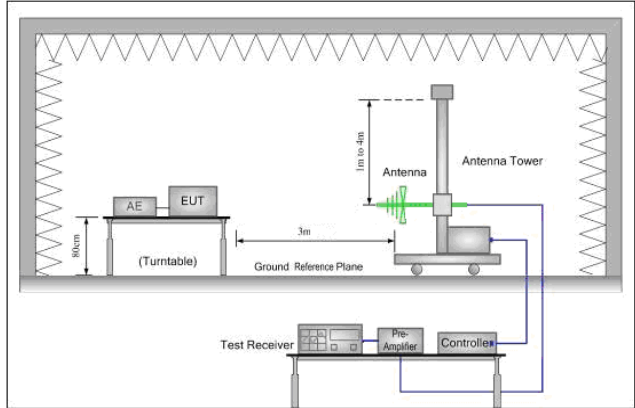 1m to 4m
Antenna
Antenna Tower
AE
EUT
80cm
(Turntable)
3m
Ground Reference Plane
Test Receiver
Pre-
Amplifier
Controller